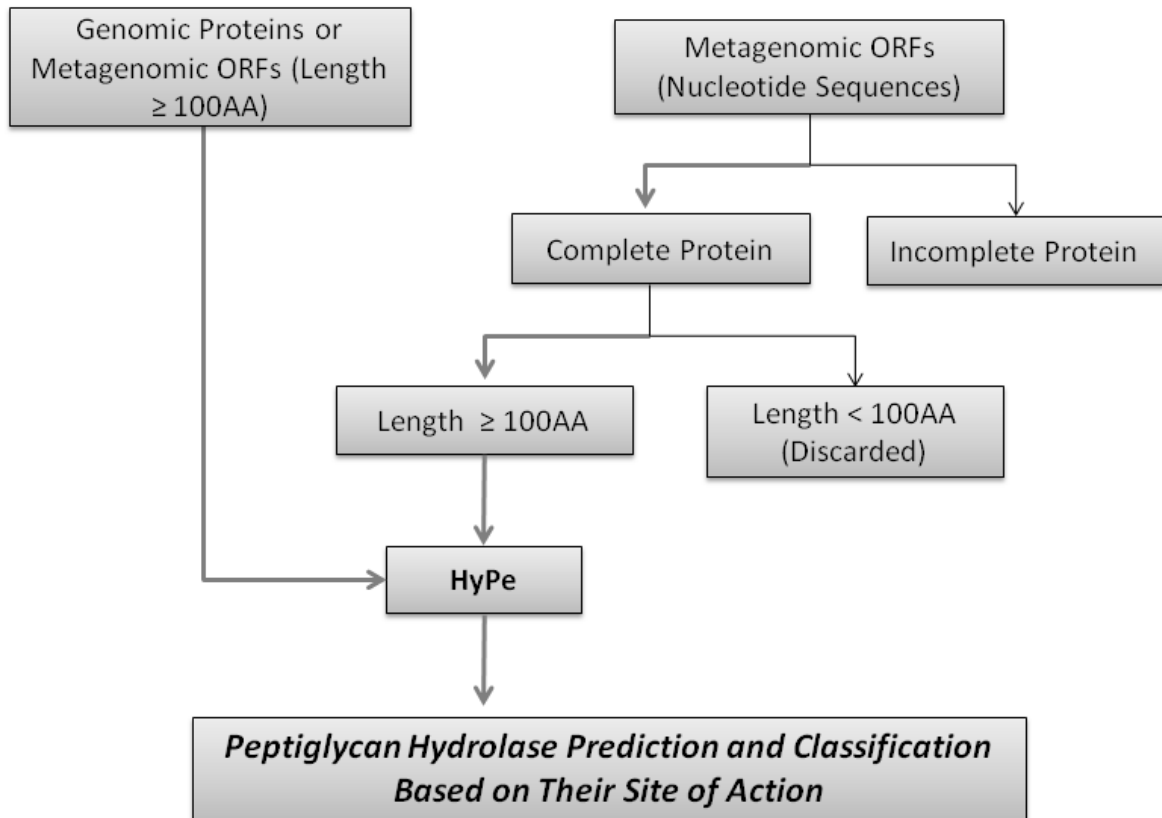 Genomic Proteins or
Metagenomic ORFs (Length
≥ 100AA)
Metagenomic ORFs
(Nucleotide Sequences)
Complete Protein
Incomplete Protein
Length ≥ 100AA
Length < 100AA
(Discarded)
HyPe
Peptiglycan Hydrolase Prediction and Classification
Based on Their Site of Action